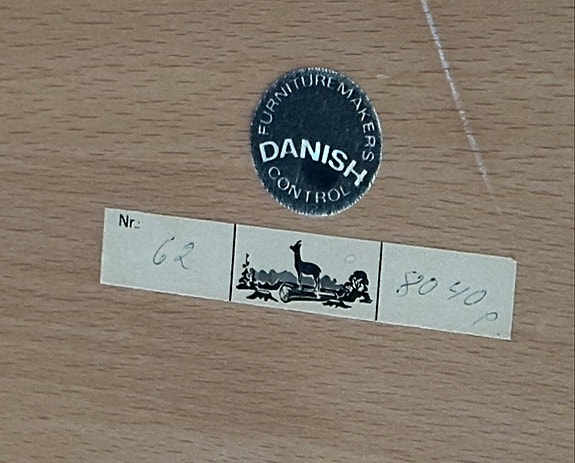 FURNITUREMAKERS
DANISH
CONTROL
Nr.: 62
8040
P.